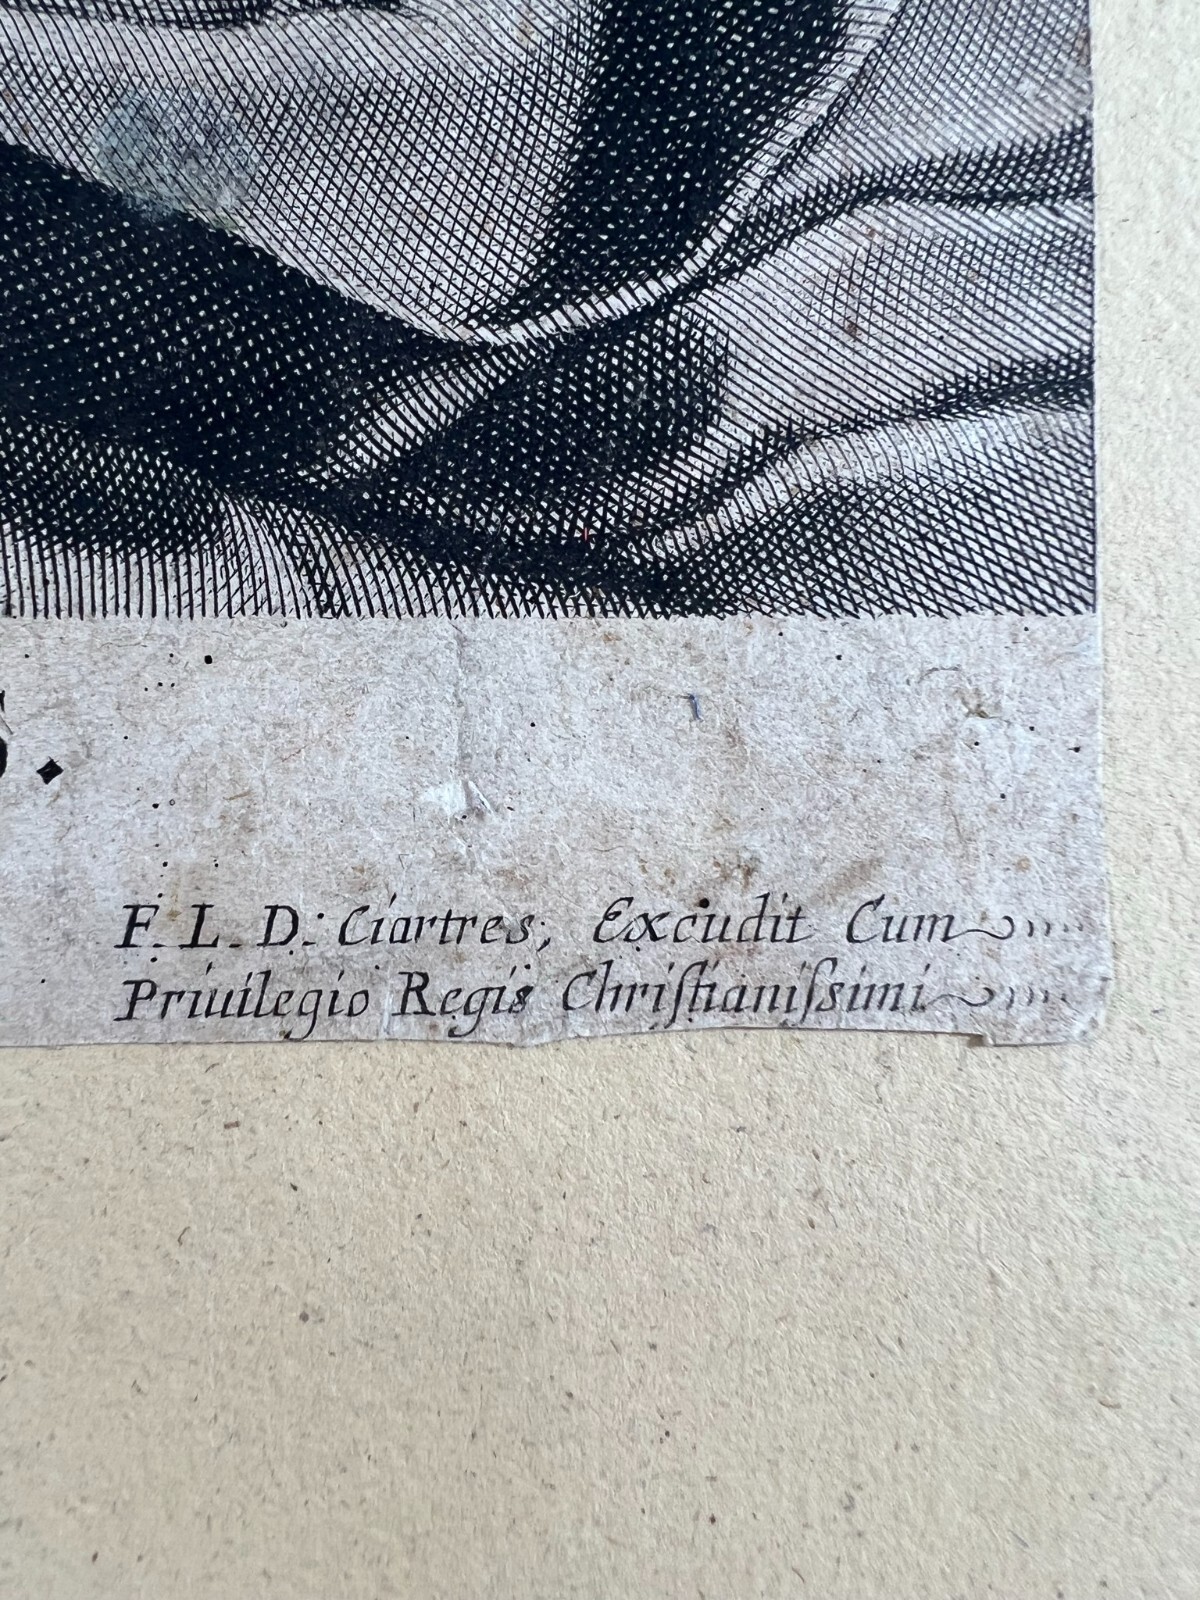 S.
F. L. D. Ciartres, Excudit Cum
Priuilegio Regis Chriſtianiſsimi